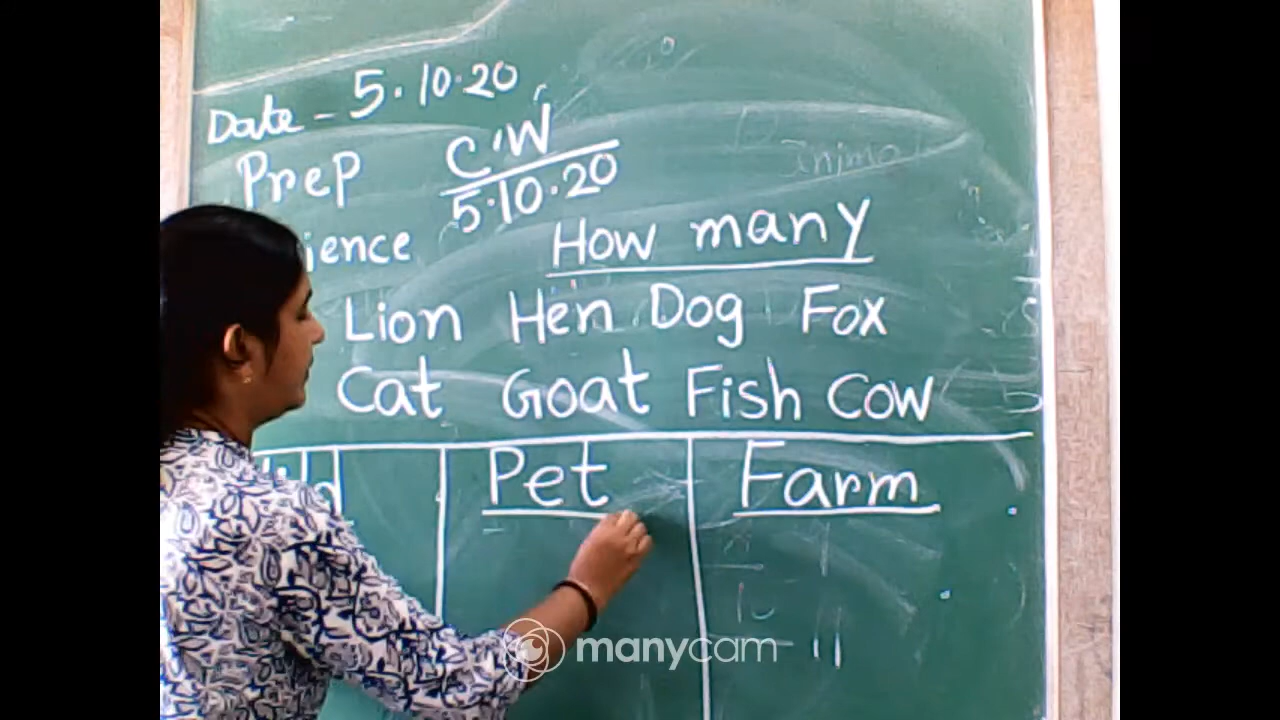 Date - 5.10.20
Prep C'W
5.10.20
ience How many
Lion Hen Dog Fox
Cat Goat Fish Cow
Pet Farm
manycam